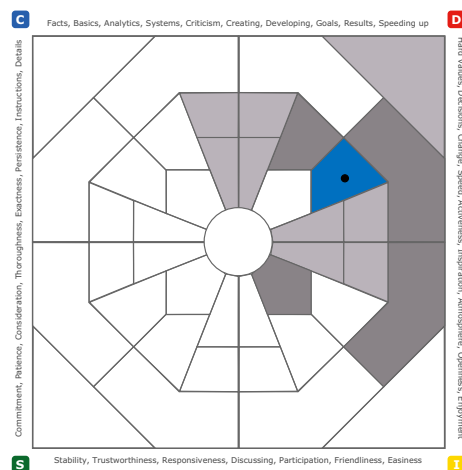 C
Facts, Basics, Analytics, Systems, Criticism, Creating, Developing, Goals, Results, Speeding up
D
Commitment, Patience, Consideration, Thoroughness, Exactness, Persistence, Instructions, Details
Hard values, Decisions, Change, Speed, Activeness, Inspiration, Atmosphere, Openness, Enjoyment
S
Stability, Trustworthiness, Responsiveness, Discussing, Participation, Friendliness, Easiness
I